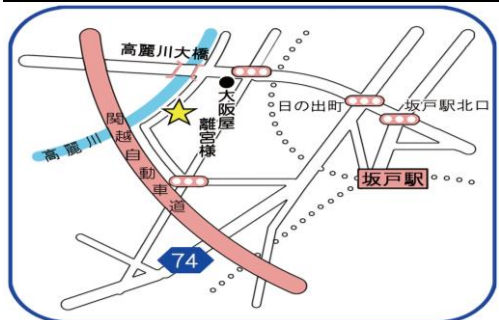 高麗川大橋
大阪屋
離宮様
日の出町
坂戸駅北口
高麗川
関越自動車道
坂戸駅
74